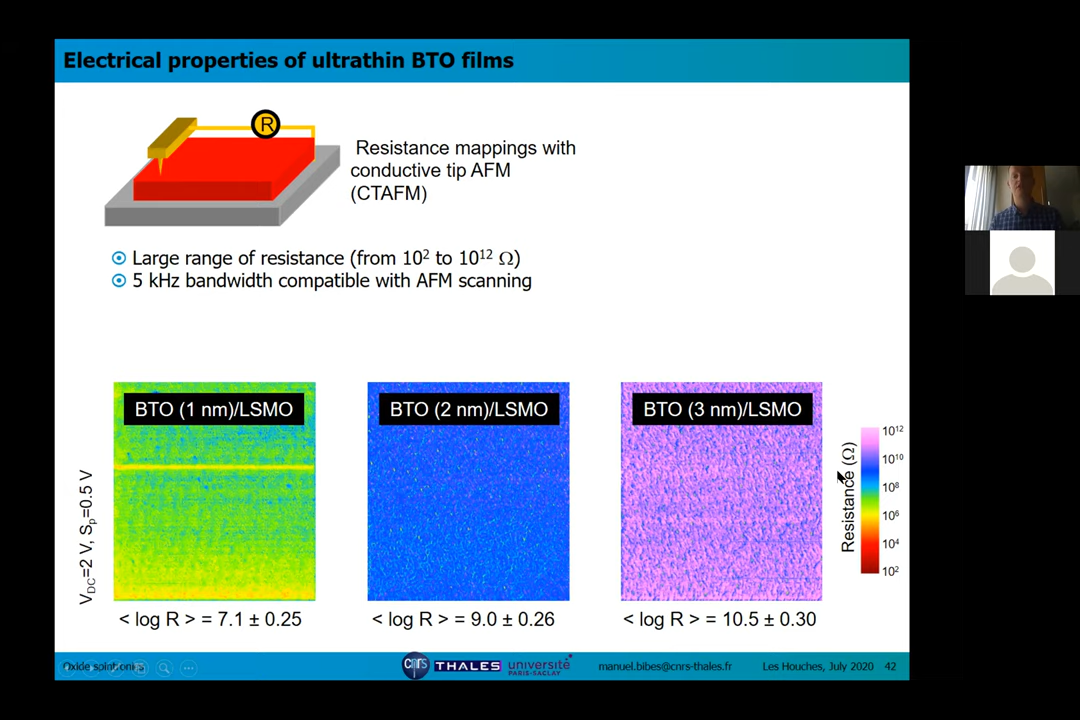 Electrical properties of ultrathin BTO films
R
Resistance mappings with
conductive tip AFM
(CTAFM)
Large range of resistance (from 10² to 10¹² Ω)
5 kHz bandwidth compatible with AFM scanning
V_DC=2 V, S_p=0.5 V
BTO (1 nm)/LSMO
BTO (2 nm)/LSMO
BTO (3 nm)/LSMO
Resistance (Ω)
10¹²
10¹⁰
10⁸
10⁶
10⁴
10²
< log R > = 7.1 ± 0.25
< log R > = 9.0 ± 0.26
< log R > = 10.5 ± 0.30
Oxide spintronics
cnrs
THALES
université
PARIS-SACLAY
manuel.bibes@cnrs-thales.fr
Les Houches, July 2020
42